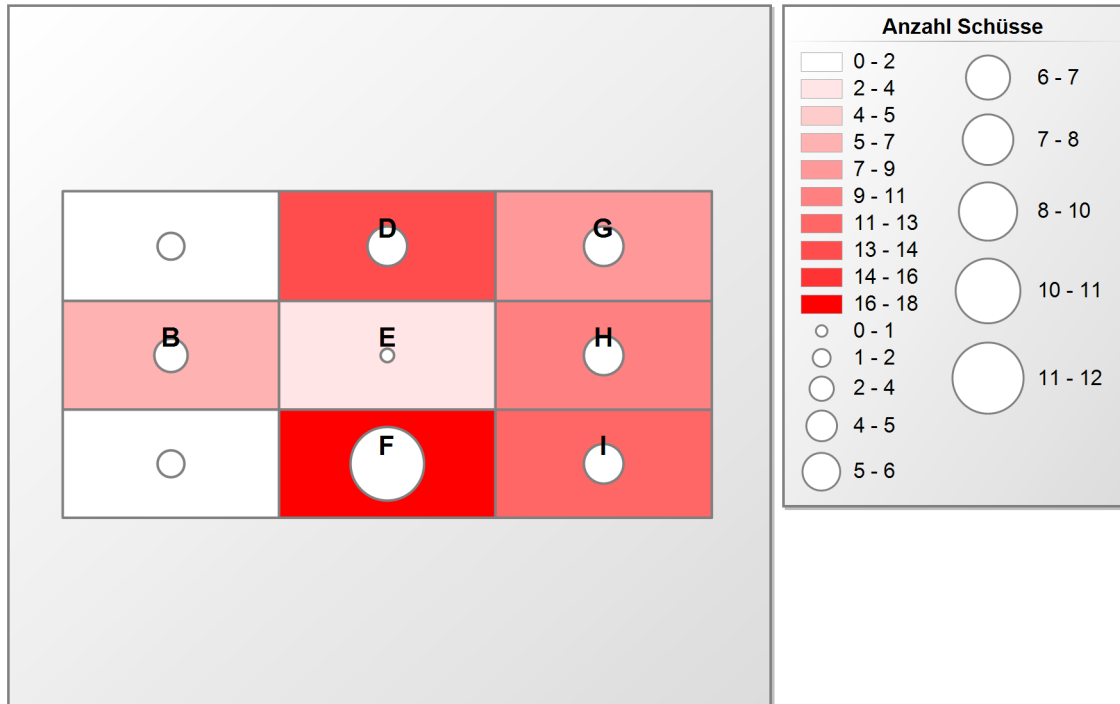 D
G
B
E
H
F
I
Anzahl Schüsse
0 - 2
2 - 4
4 - 5
5 - 7
7 - 9
9 - 11
11 - 13
13 - 14
14 - 16
16 - 18
0 - 1
1 - 2
2 - 4
4 - 5
5 - 6
6 - 7
7 - 8
8 - 10
10 - 11
11 - 12